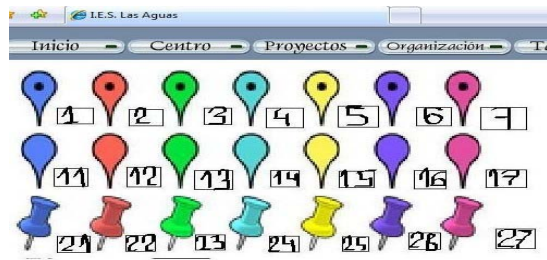 I.E.S. Las Aguas
Inicio Centro Proyectos Organización
1 2 3 4 5 6 7
11 12 13 14 15 16 17
21 22 23 24 25 26 27